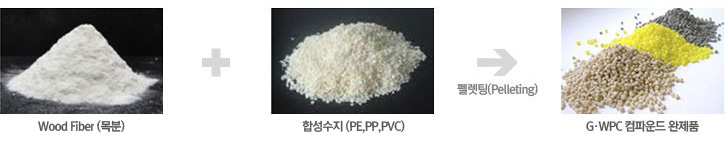 펠렛팅(Pelleting)
Wood Fiber (목분)
합성수지 (PE,PP,PVC)
G·WPC 컴파운드 완제품